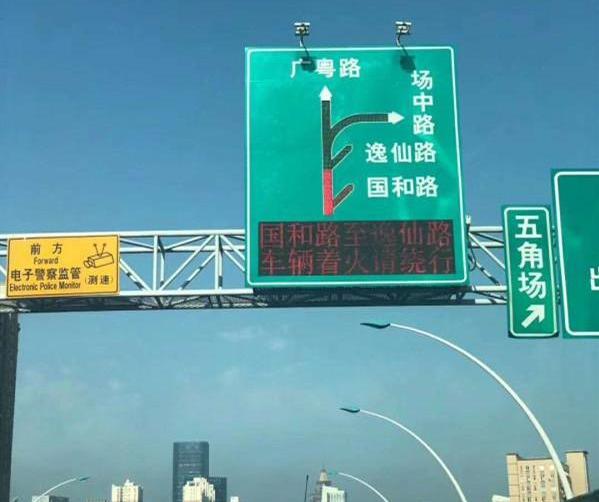 广粤路
场中路
逸仙路
国和路
国和路至逸仙路
车辆着火请绕行
前方
Forward
电子警察监管
(测速)
Electronic Police Monitor
五角场
出